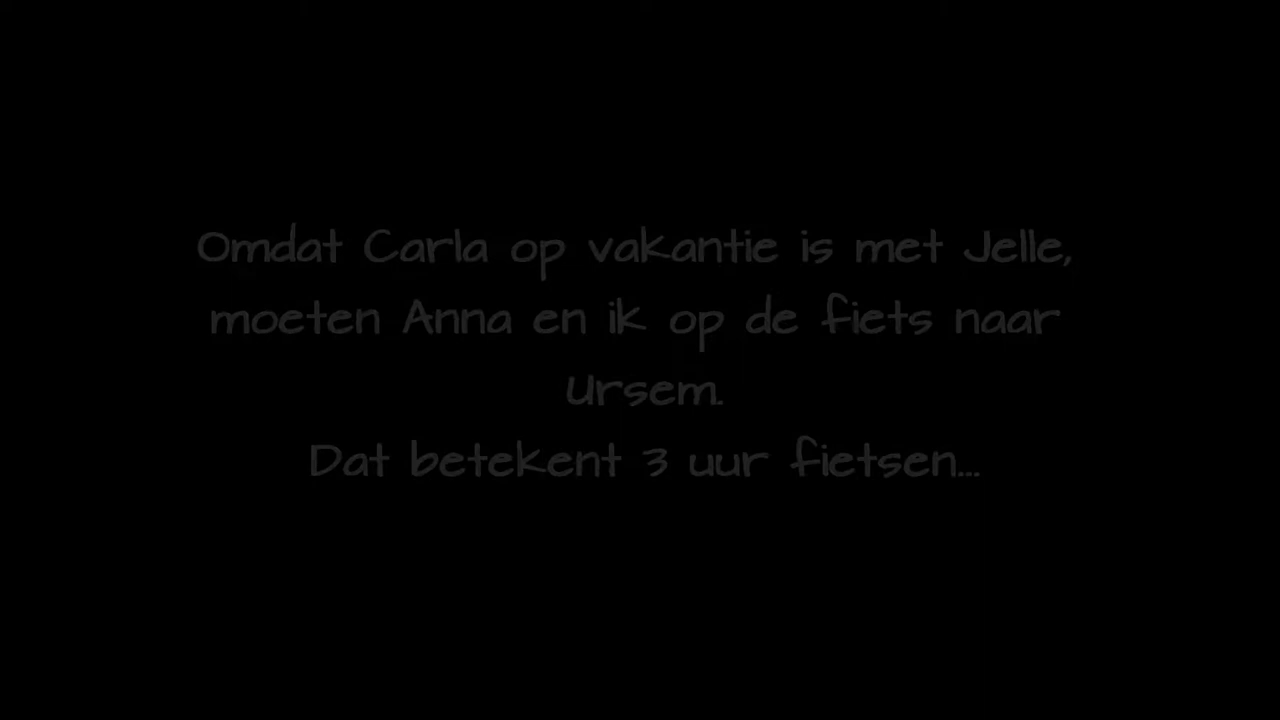 Omdat Carla op vakantie is met Jelle,
moeten Anna en ik op de fiets naar
Ursem.
Dat betekent 3 uur fietsen...